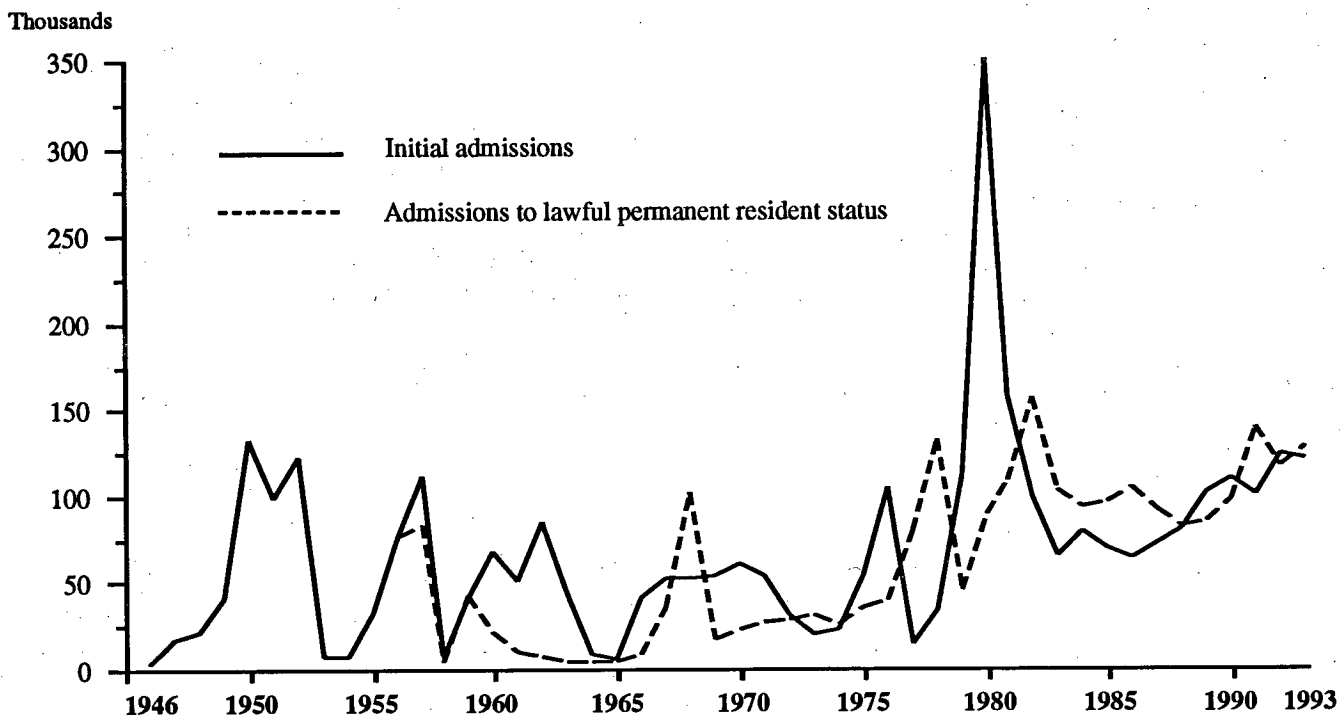 Thousands
350
300
250
200
150
100
50
0
Initial admissions
Admissions to lawful permanent resident status
1946 1950 1955 1960 1965 1970 1975 1980 1985 1990 1993